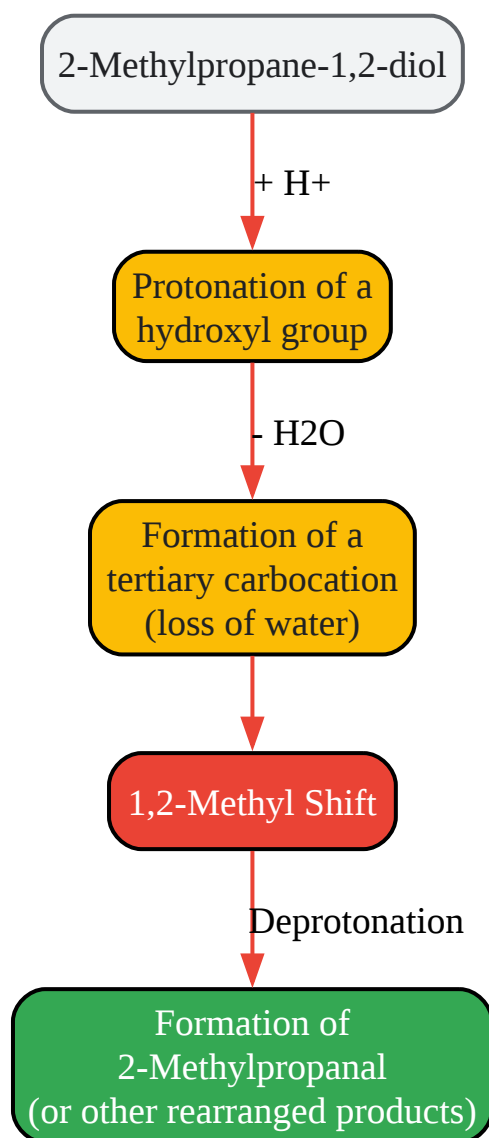 2-Methylpropane-1,2-diol
+ H+
Protonation of a
hydroxyl group
- H2O
Formation of a
tertiary carbocation
(loss of water)
1,2-Methyl Shift
Deprotonation
Formation of
2-Methylpropanal
(or other rearranged products)